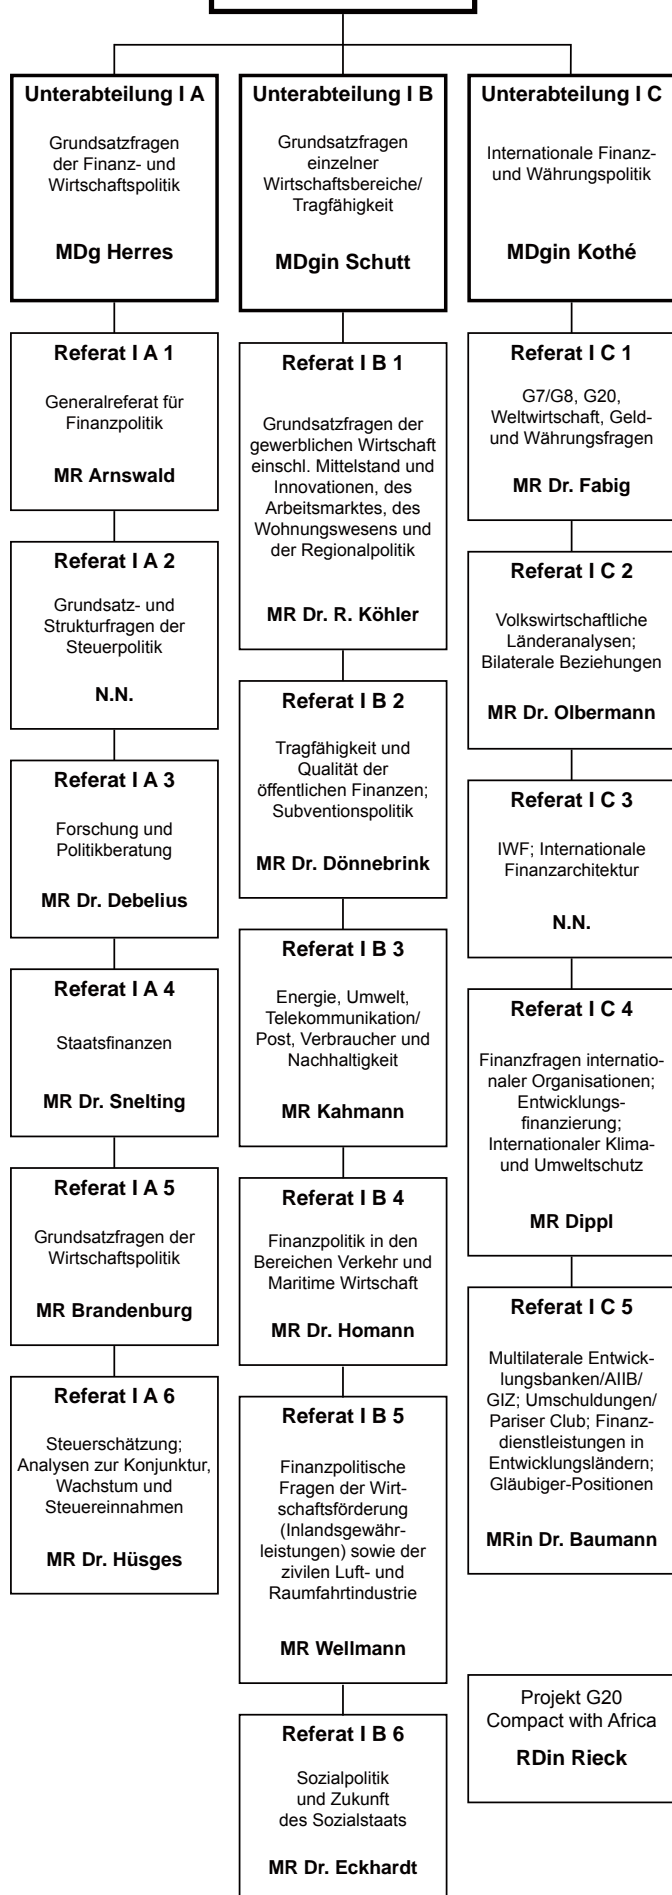 Unterabteilung I A
Grundsatzfragen
der Finanz- und
Wirtschaftspolitik
MDg Herres
Referat I A 1
Generalreferat für
Finanzpolitik
MR Arnswald
Referat I A 2
Grundsatz- und
Strukturfragen der
Steuerpolitik
N.N.
Referat I A 3
Forschung und
Politikberatung
MR Dr. Debelius
Referat I A 4
Staatsfinanzen
MR Dr. Snelting
Referat I A 5
Grundsatzfragen der
Wirtschaftspolitik
MR Brandenburg
Referat I A 6
Steuerschätzung;
Analysen zur Konjunktur,
Wachstum und
Steuereinnahmen
MR Dr. Hüsges
Unterabteilung I B
Grundsatzfragen
einzelner
Wirtschaftsbereiche/
Tragfähigkeit
MDgin Schutt
Referat I B 1
Grundsatzfragen der
gewerblichen Wirtschaft
einschl. Mittelstand und
Innovationen, des
Arbeitsmarktes, des
Wohnungswesens und
der Regionalpolitik
MR Dr. R. Köhler
Referat I B 2
Tragfähigkeit und
Qualität der
öffentlichen Finanzen;
Subventionspolitik
MR Dr. Dönnebrink
Referat I B 3
Energie, Umwelt,
Telekommunikation/
Post, Verbraucher und
Nachhaltigkeit
MR Kahmann
Referat I B 4
Finanzpolitik in den
Bereichen Verkehr und
Maritime Wirtschaft
MR Dr. Homann
Referat I B 5
Finanzpolitische
Fragen der Wirt-
schaftsförderung
(Inlandsgewähr-
leistungen) sowie der
zivilen Luft- und
Raumfahrtindustrie
MR Wellmann
Referat I B 6
Sozialpolitik
und Zukunft
des Sozialstaats
MR Dr. Eckhardt
Unterabteilung I C
Internationale Finanz-
und Währungspolitik
MDgin Kothé
Referat I C 1
G7/G8, G20,
Weltwirtschaft, Geld-
und Währungsfragen
MR Dr. Fabig
Referat I C 2
Volkswirtschaftliche
Länderanalysen;
Bilaterale Beziehungen
MR Dr. Olbermann
Referat I C 3
IWF; Internationale
Finanzarchitektur
N.N.
Referat I C 4
Finanzfragen internatio-
naler Organisationen;
Entwicklungs-
finanzierung;
Internationaler Klima-
und Umweltschutz
MR Dippl
Referat I C 5
Multilaterale Entwick-
lungsbanken/AIIB/
GIZ; Umschuldungen/
Pariser Club; Finanz-
dienstleistungen in
Entwicklungsländern;
Gläubiger-Positionen
MRin Dr. Baumann
Projekt G20
Compact with Africa
RDin Rieck